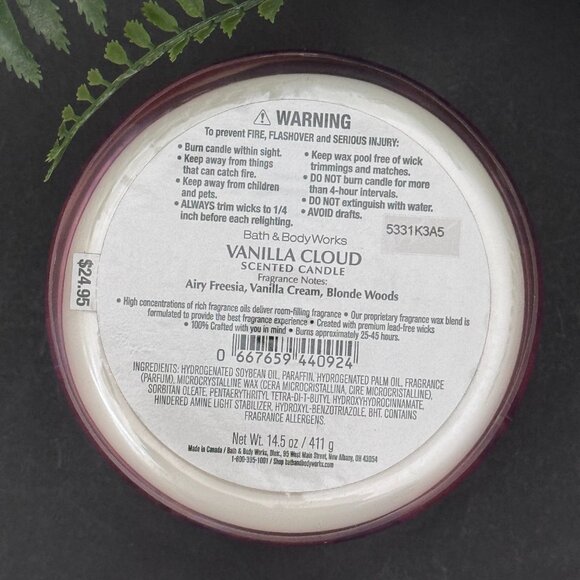 ⚠ WARNING
To prevent FIRE, FLASHOVER and SERIOUS INJURY:
• Burn candle within sight.
• Keep away from things
that can catch fire.
• Keep away from children
and pets.
• ALWAYS trim wicks to 1/4
inch before each relighting.
• Keep wax pool free of wick
trimmings and matches.
• DO NOT burn candle for more
than 4-hour intervals.
• DO NOT extinguish with water.
• AVOID drafts.
5331K3A5
Bath & Body Works
VANILLA CLOUD
SCENTED CANDLE
Fragrance Notes:
Airy Freesia, Vanilla Cream, Blonde Woods
$24.95
• High concentrations of rich fragrance oils deliver room-filling fragrance • Our proprietary fragrance wax blend is
formulated to provide the best fragrance experience • Created with premium lead-free wicks
• 100% Crafted with you in mind • Burns approximately 25-45 hours.
0 667659 440924
INGREDIENTS: HYDROGENATED SOYBEAN OIL, PARAFFIN, HYDROGENATED PALM OIL, FRAGRANCE
(PARFUM), MICROCRYSTALLINE WAX (CERA MICROCRISTALLINA, CIRE MICROCRISTALLINE),
SORBITAN OLEATE, PENTAERYTHRITYL TETRA-DI-T-BUTYL HYDROXYHYDROCINNAMATE,
HINDERED AMINE LIGHT STABILIZER, HYDROXYL-BENZOTRIAZOLE, BHT. CONTAINS
FRAGRANCE ALLERGENS.
Net Wt. 14.5 oz / 411 g
Made in Canada / Bath & Body Works, Distr., 95 West Main Street, New Albany, OH 43054
1-800-395-1001 / Shop bathandbodyworks.com